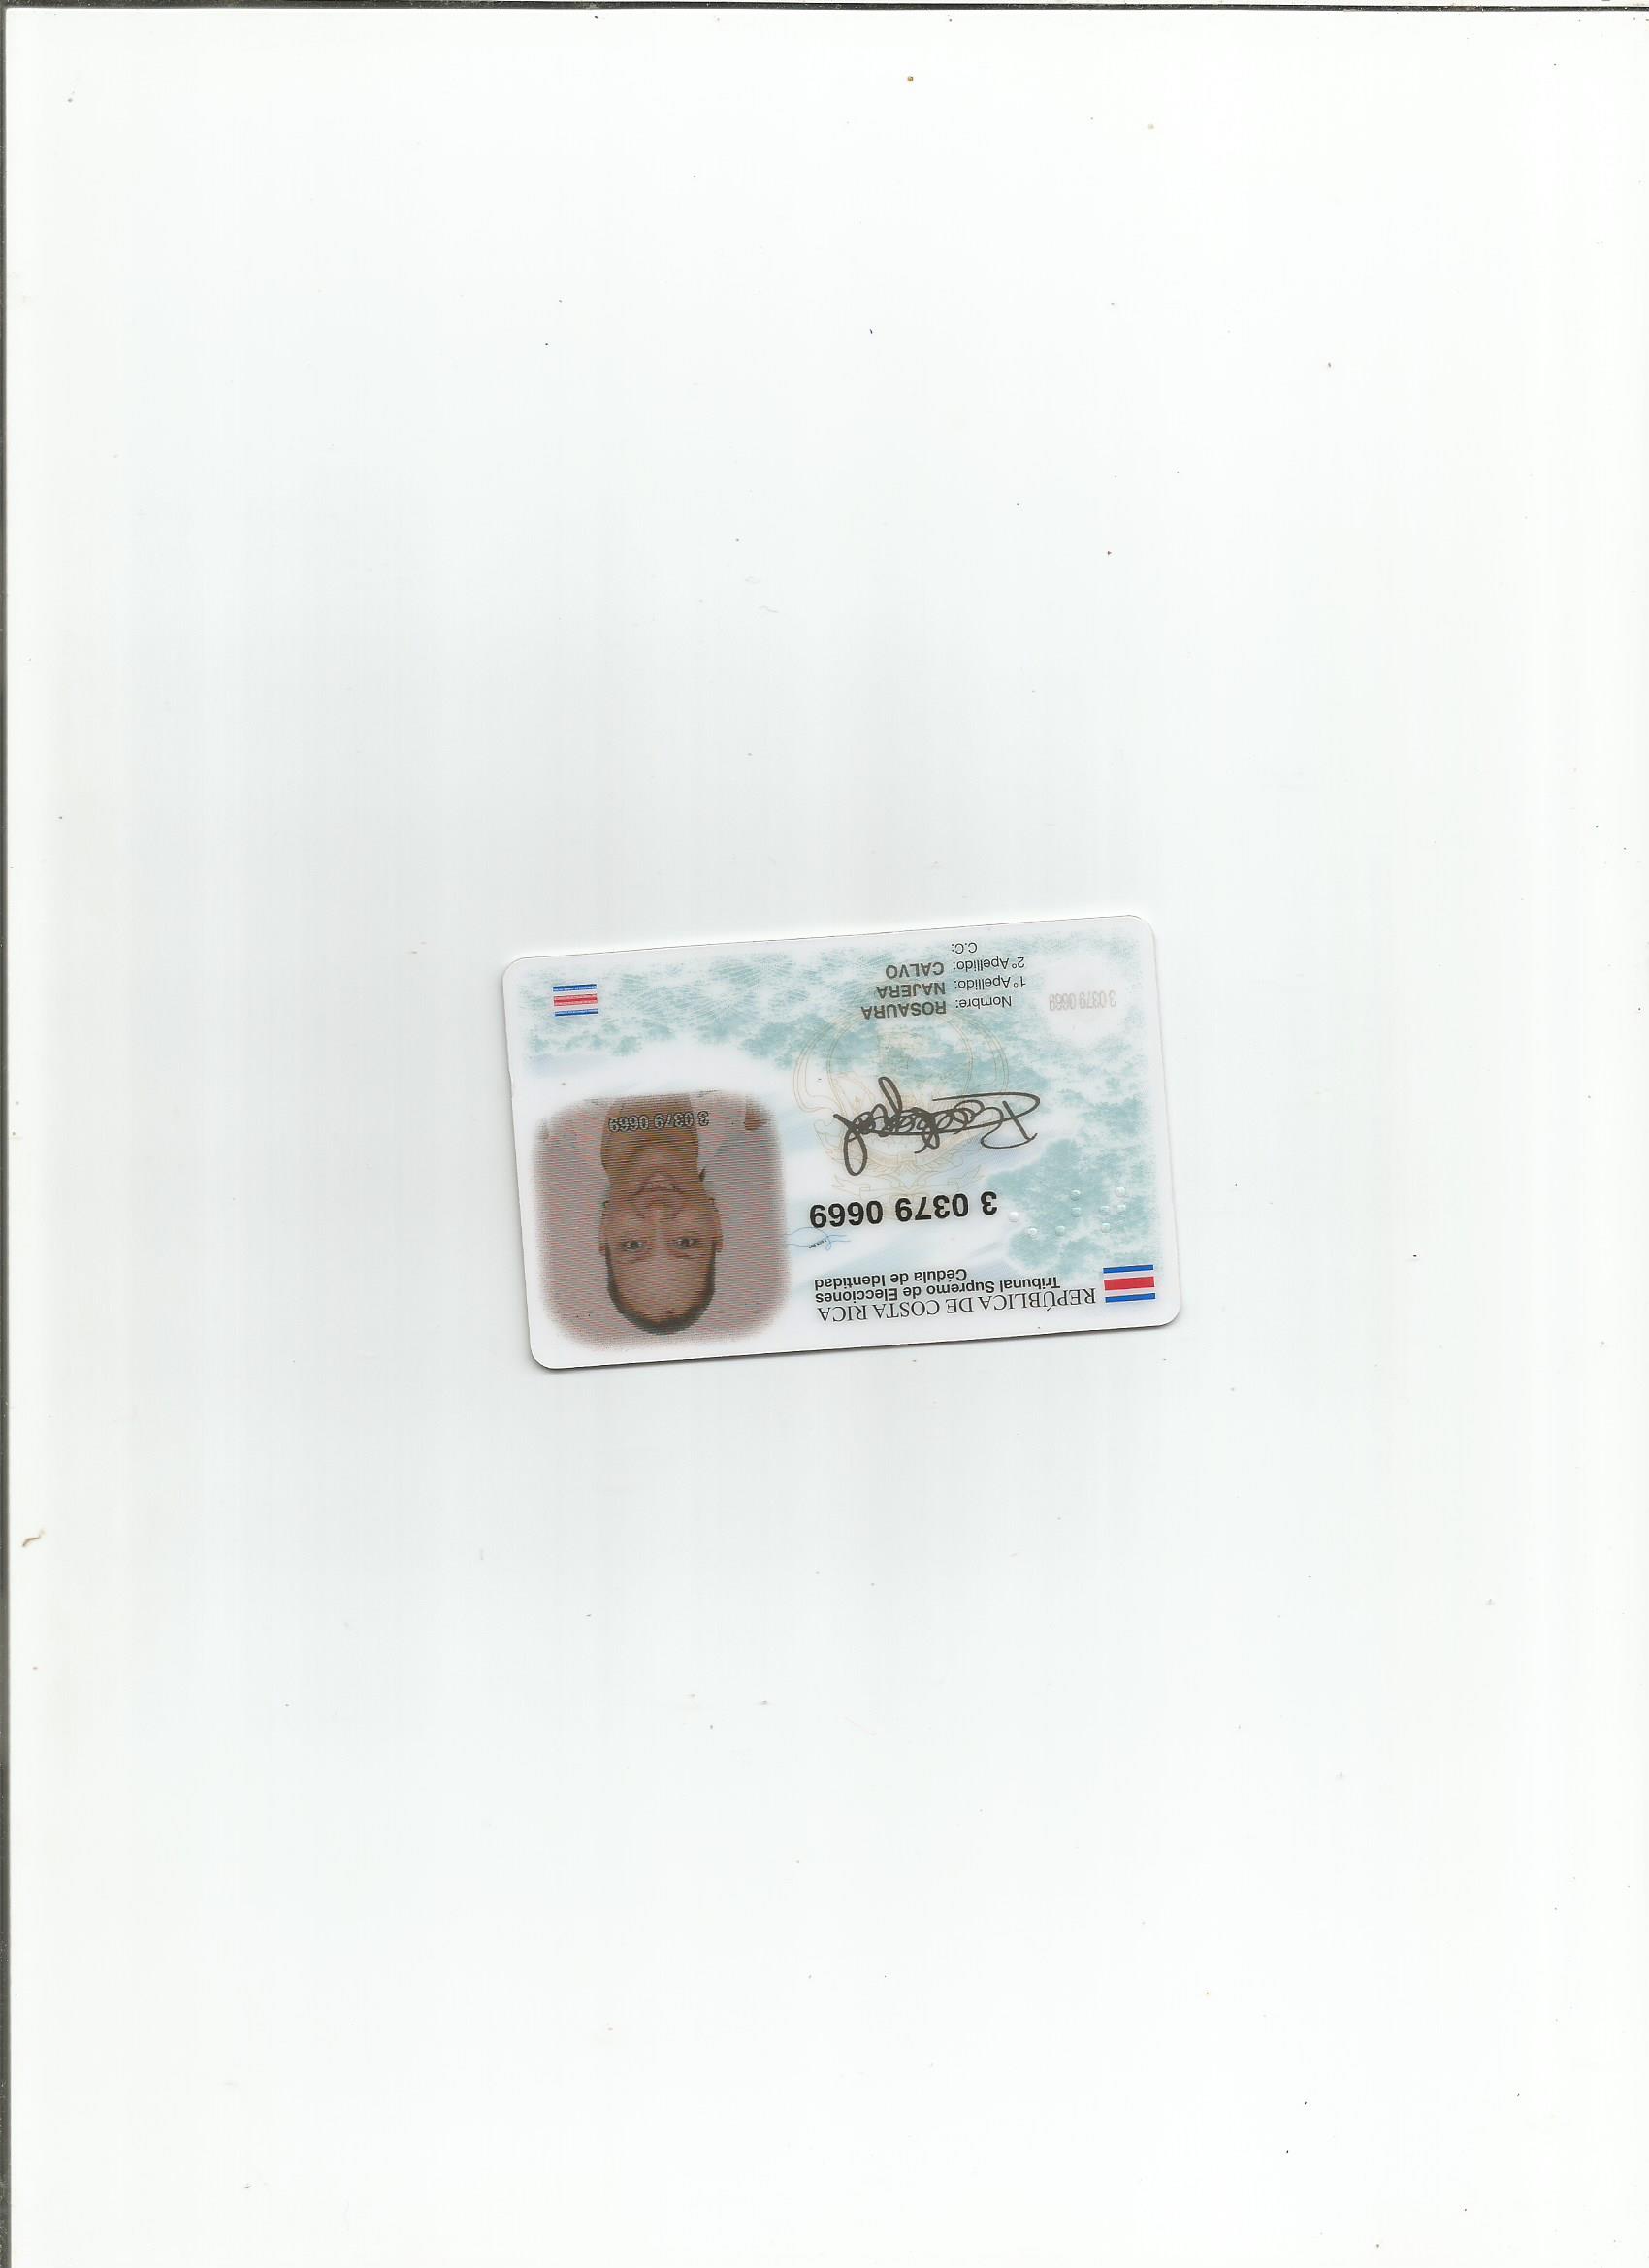 REPÚBLICA DE COSTA RICA
Tribunal Supremo de Elecciones
Cédula de Identidad
3 0379 0669
3 0379 0669
Nombre: ROSAURA
1° Apellido: NAJERA
2° Apellido: CALVO
C.C:
3 0379 0669